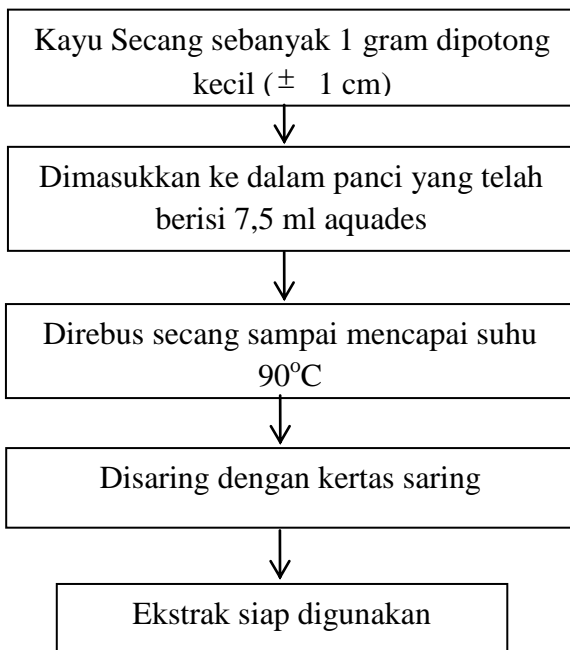 Kayu Secang sebanyak 1 gram dipotong
kecil (± 1 cm)
Dimasukkan ke dalam panci yang telah
berisi 7,5 ml aquades
Direbus secang sampai mencapai suhu
90°C
Disaring dengan kertas saring
Ekstrak siap digunakan